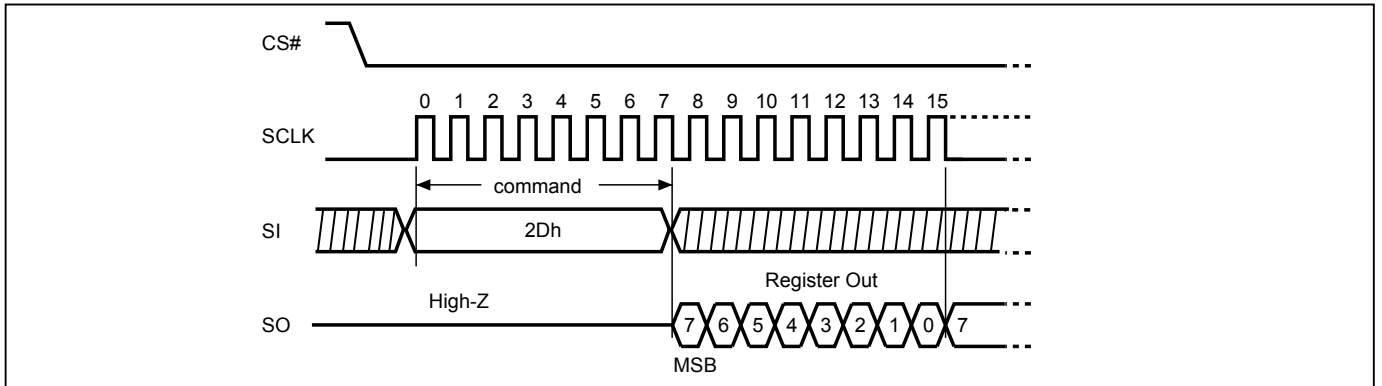 CS#
0 1 2 3 4 5 6 7 8 9 10 11 12 13 14 15
SCLK
command
SI
2Dh
Register Out
High-Z
SO
7 6 5 4 3 2 1 0 7
MSB